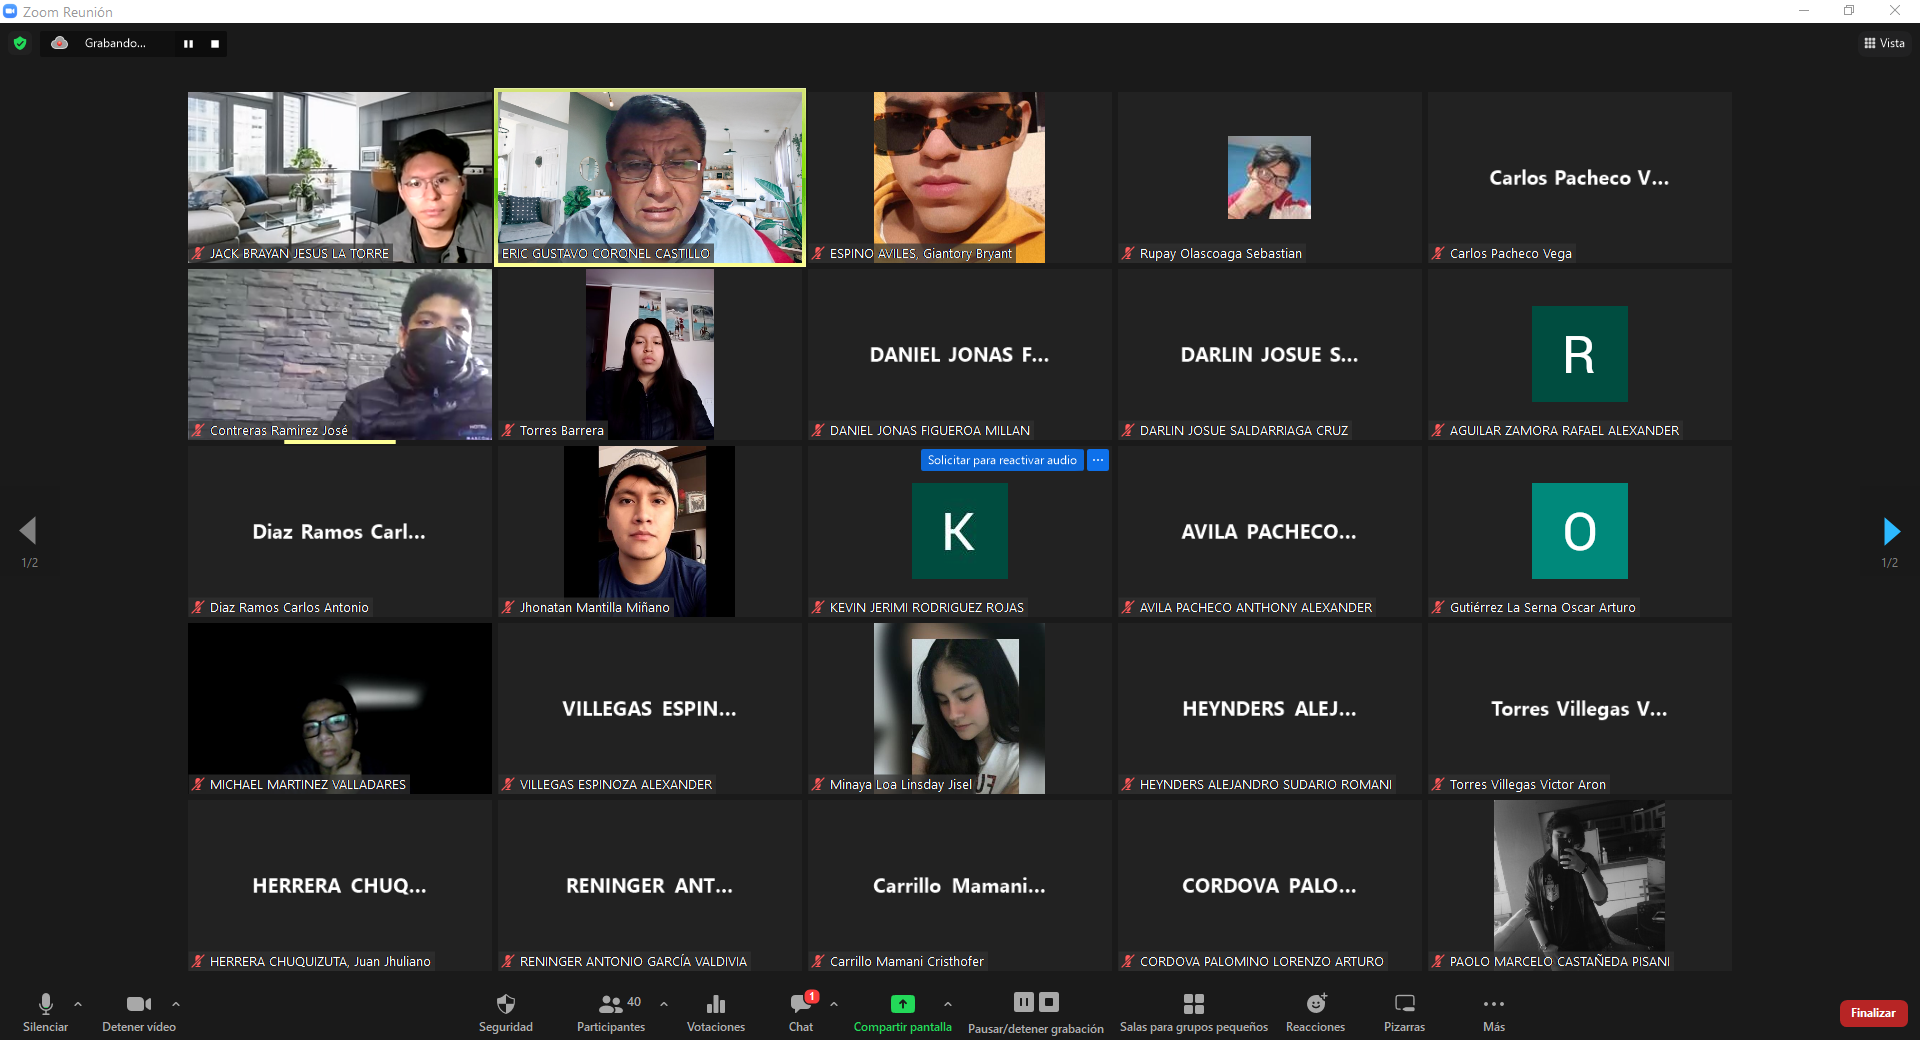 Zoom Reunión
Grabando...
Vista
JACK BRAYAN JESUS LA TORRE
ERIC GUSTAVO CORONEL CASTILLO
ESPINO AVILES, Giantory Bryant
Rupay Olascoaga Sebastian
Carlos Pacheco V...
Carlos Pacheco Vega
Contreras Ramirez José
Torres Barrera
DANIEL JONAS F...
DANIEL JONAS FIGUEROA MILLAN
DARLIN JOSUE S...
DARLIN JOSUE SALDARRIAGA CRUZ
R
AGUILAR ZAMORA RAFAEL ALEXANDER
Diaz Ramos Carl...
Diaz Ramos Carlos Antonio
Jhonatan Mantilla Miñano
Solicitar para reactivar audio ...
K
KEVIN JERIMI RODRIGUEZ ROJAS
AVILA PACHECO...
AVILA PACHECO ANTHONY ALEXANDER
O
Gutiérrez La Serna Oscar Arturo
1/2
1/2
MICHAEL MARTINEZ VALLADARES
VILLEGAS ESPIN...
VILLEGAS ESPINOZA ALEXANDER
Minaya Loa Linsday Jisel
HEYNDERS ALEJ...
HEYNDERS ALEJANDRO SUDARIO ROMANI
Torres Villegas V...
Torres Villegas Victor Aron
HERRERA CHUQ...
HERRERA CHUQUIZUTA, Juan Jhuliano
RENINGER ANT...
RENINGER ANTONIO GARCÍA VALDIVIA
Carrillo Mamani...
Carrillo Mamani Cristhofer
CORDOVA PALO...
CORDOVA PALOMINO LORENZO ARTURO
PAOLO MARCELO CASTAÑEDA PISANI
Silenciar
Detener vídeo
Seguridad
Participantes 40
Votaciones
Chat 1
Compartir pantalla
Pausar/detener grabación
Salas para grupos pequeños
Reacciones
Pizarras
Más
Finalizar